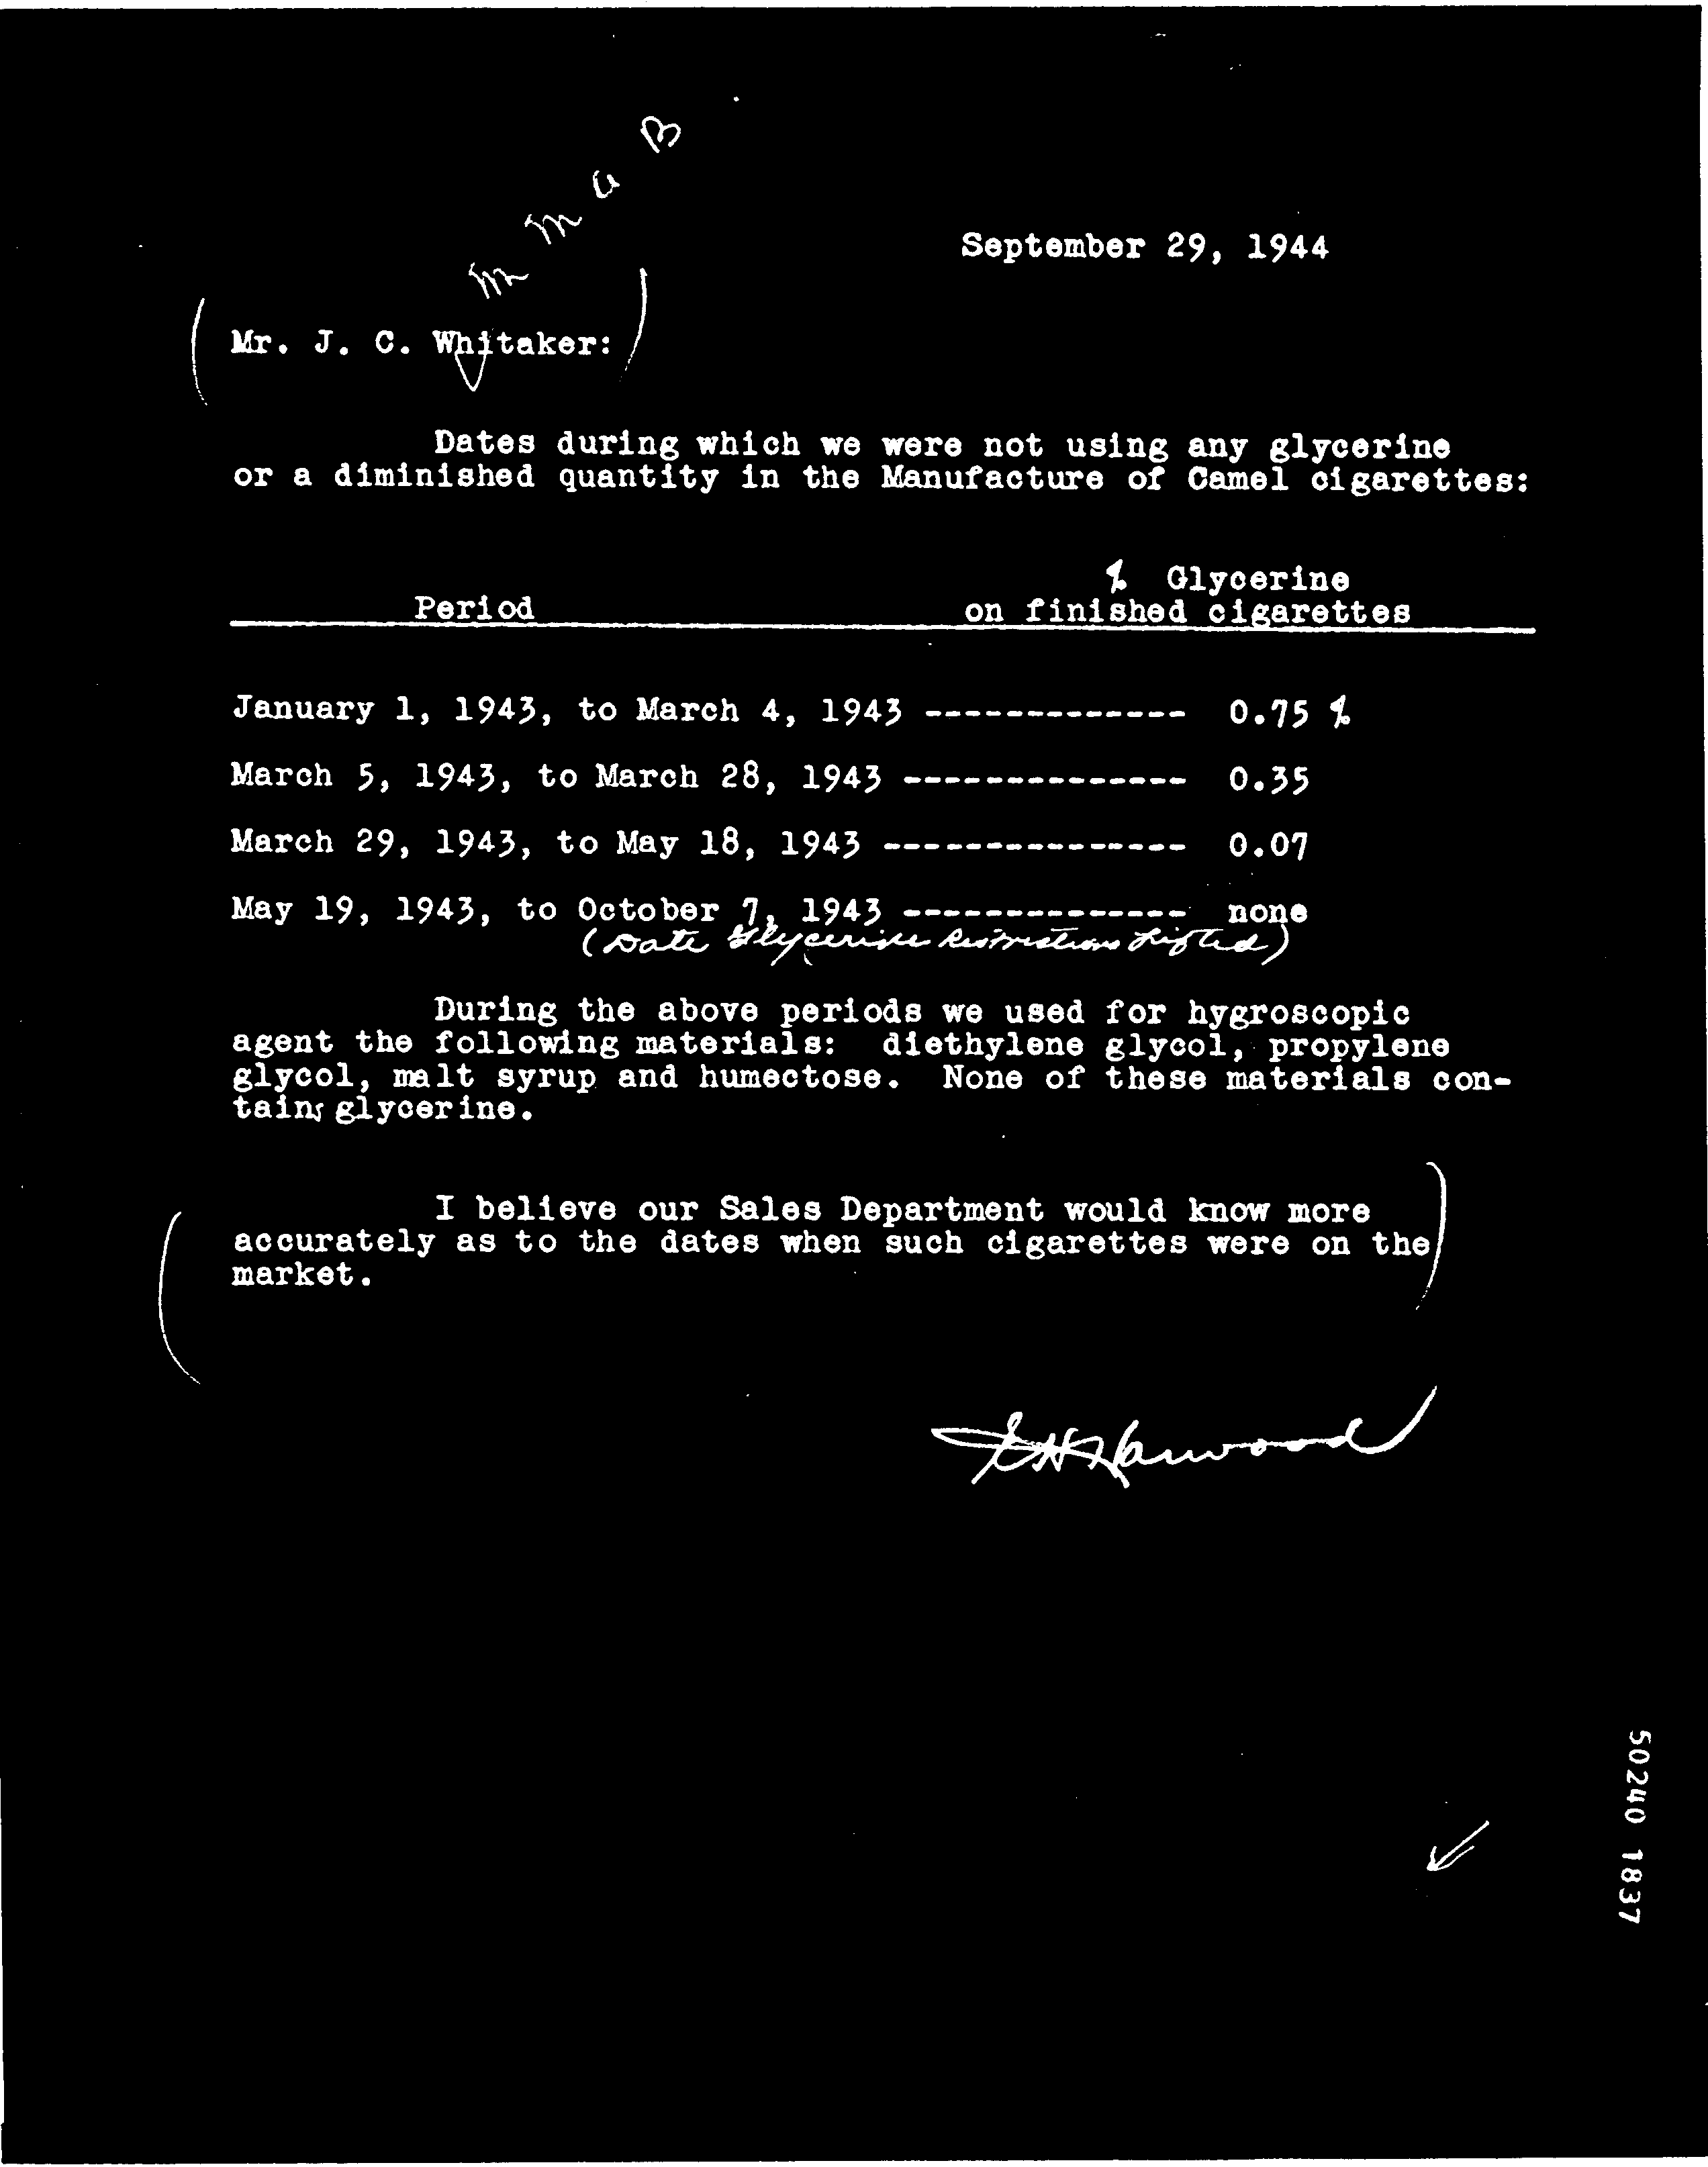 m m a B
September 29, 1944
Mr. J. C. Whitaker:
Dates during which we were not using any glycerine
or a diminished quantity in the Manufacture of Camel cigarettes:
% Glycerine
Period on finished cigarettes
January 1, 1943, to March 4, 1943 ------------- 0.75 %
March 5, 1943, to March 28, 1943 -------------- 0.35
March 29, 1943, to May 18, 1943 --------------- 0.07
May 19, 1943, to October 7, 1943 -------------- none
(Date Glycerine Restrictions Lifted)
During the above periods we used for hygroscopic
agent the following materials: diethylene glycol, propylene
glycol, malt syrup and humectose. None of these materials con-
tain glycerine.
I believe our Sales Department would know more
accurately as to the dates when such cigarettes were on the
market.
E H Harwood
50240 1837